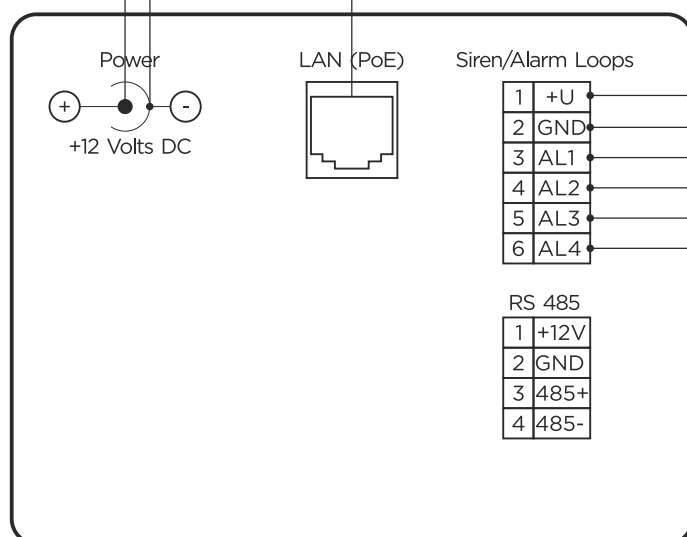 Power
+
-
+12 Volts DC
LAN (PoE)
Siren/Alarm Loops
1 +U
2 GND
3 AL1
4 AL2
5 AL3
6 AL4
RS 485
1 +12V
2 GND
3 485+
4 485-